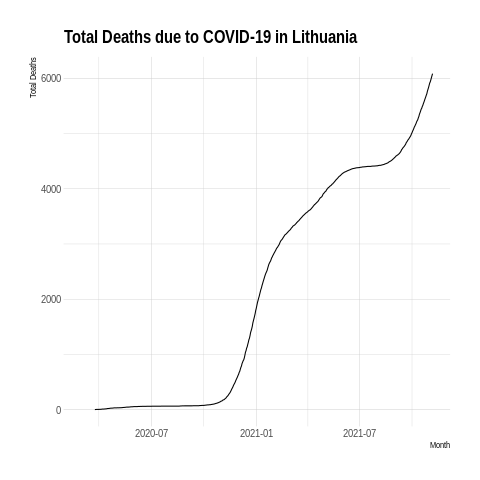 Total Deaths due to COVID-19 in Lithuania
Total Deaths
6000
4000
2000
0
2020-07 2021-01 2021-07
Month